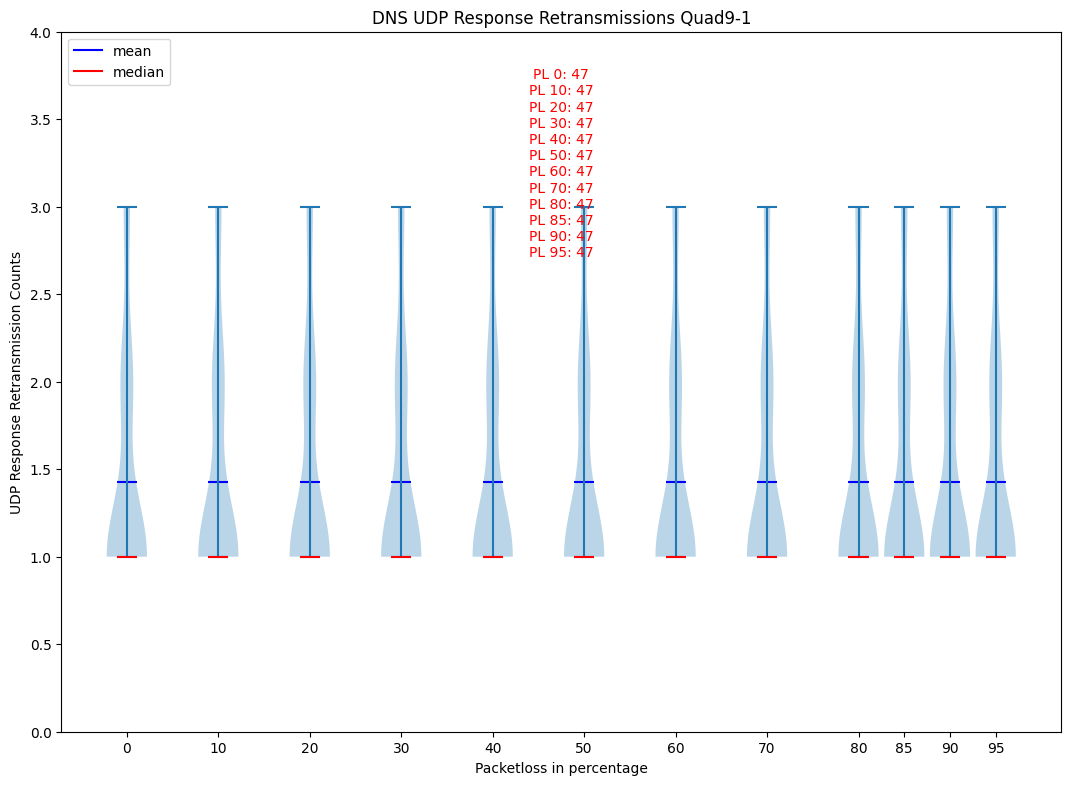 DNS UDP Response Retransmissions Quad9-1
mean
median
PL 0: 47
PL 10: 47
PL 20: 47
PL 30: 47
PL 40: 47
PL 50: 47
PL 60: 47
PL 70: 47
PL 80: 47
PL 85: 47
PL 90: 47
PL 95: 47
UDP Response Retransmission Counts
4.0
3.5
3.0
2.5
2.0
1.5
1.0
0.5
0.0
0 10 20 30 40 50 60 70 80 85 90 95
Packetloss in percentage